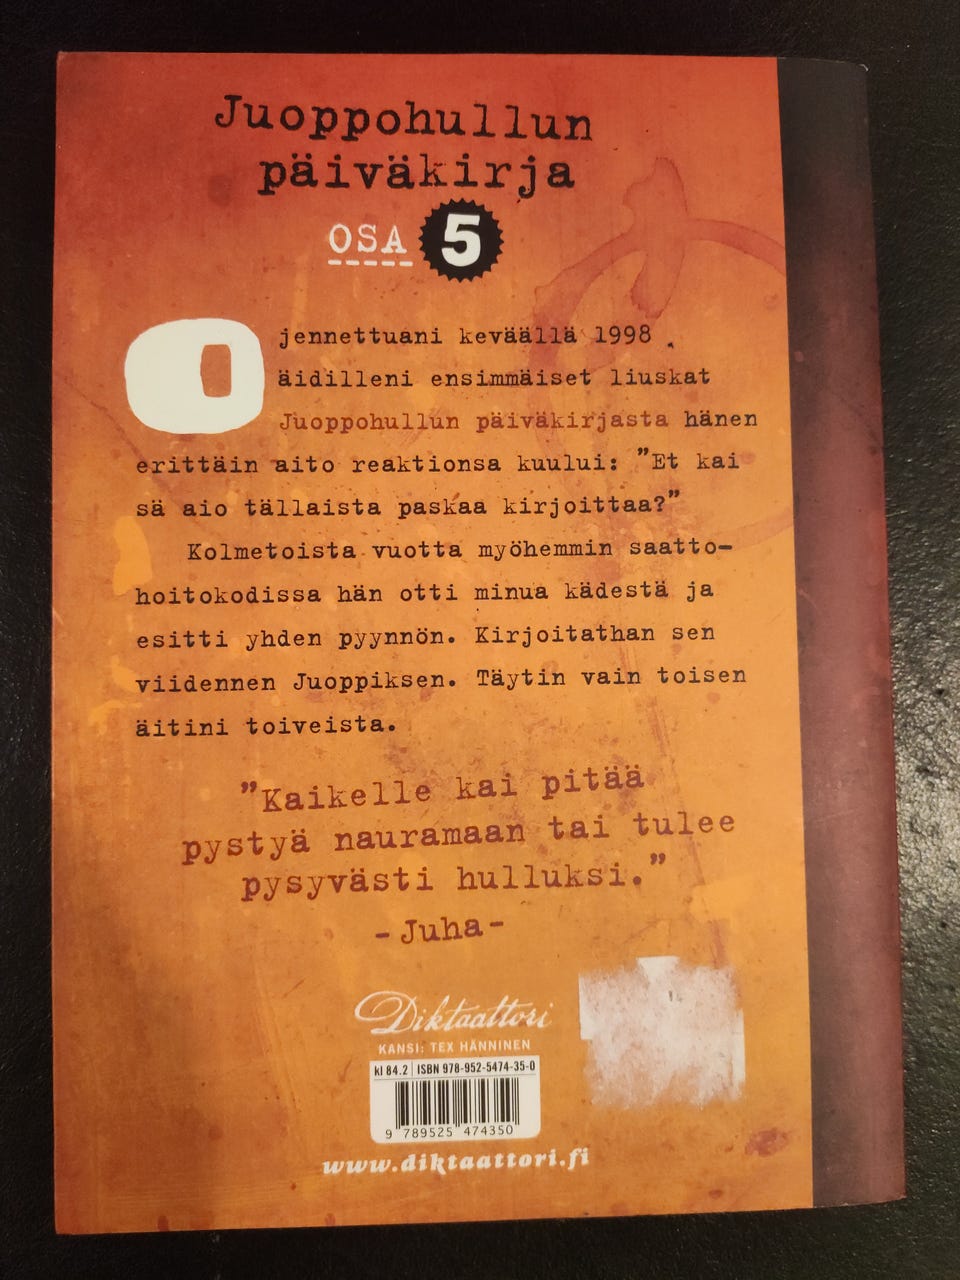 Juoppohullun
päiväkirja
OSA 5
Ojennettuani keväällä 1998
äidilleni ensimmäiset liuskat
Juoppohullun päiväkirjasta hänen
erittäin aito reaktionsa kuului: ”Et kai
sä aio tällaista paskaa kirjoittaa?”
Kolmetoista vuotta myöhemmin saatto-
hoitokodissa hän otti minua kädestä ja
esitti yhden pyynnön. Kirjoitathan sen
viidennen Juoppiksen. Täytin vain toisen
äitini toiveista.
”Kaikelle kai pitää
pystyä nauramaan tai tulee
pysyvästi hulluksi.”
-Juha-
Diktaattori
KANSI: TEX HÄNNINEN
kl 84.2 ISBN 978-952-5474-35-0
9 789525 474350
www.diktaattori.fi